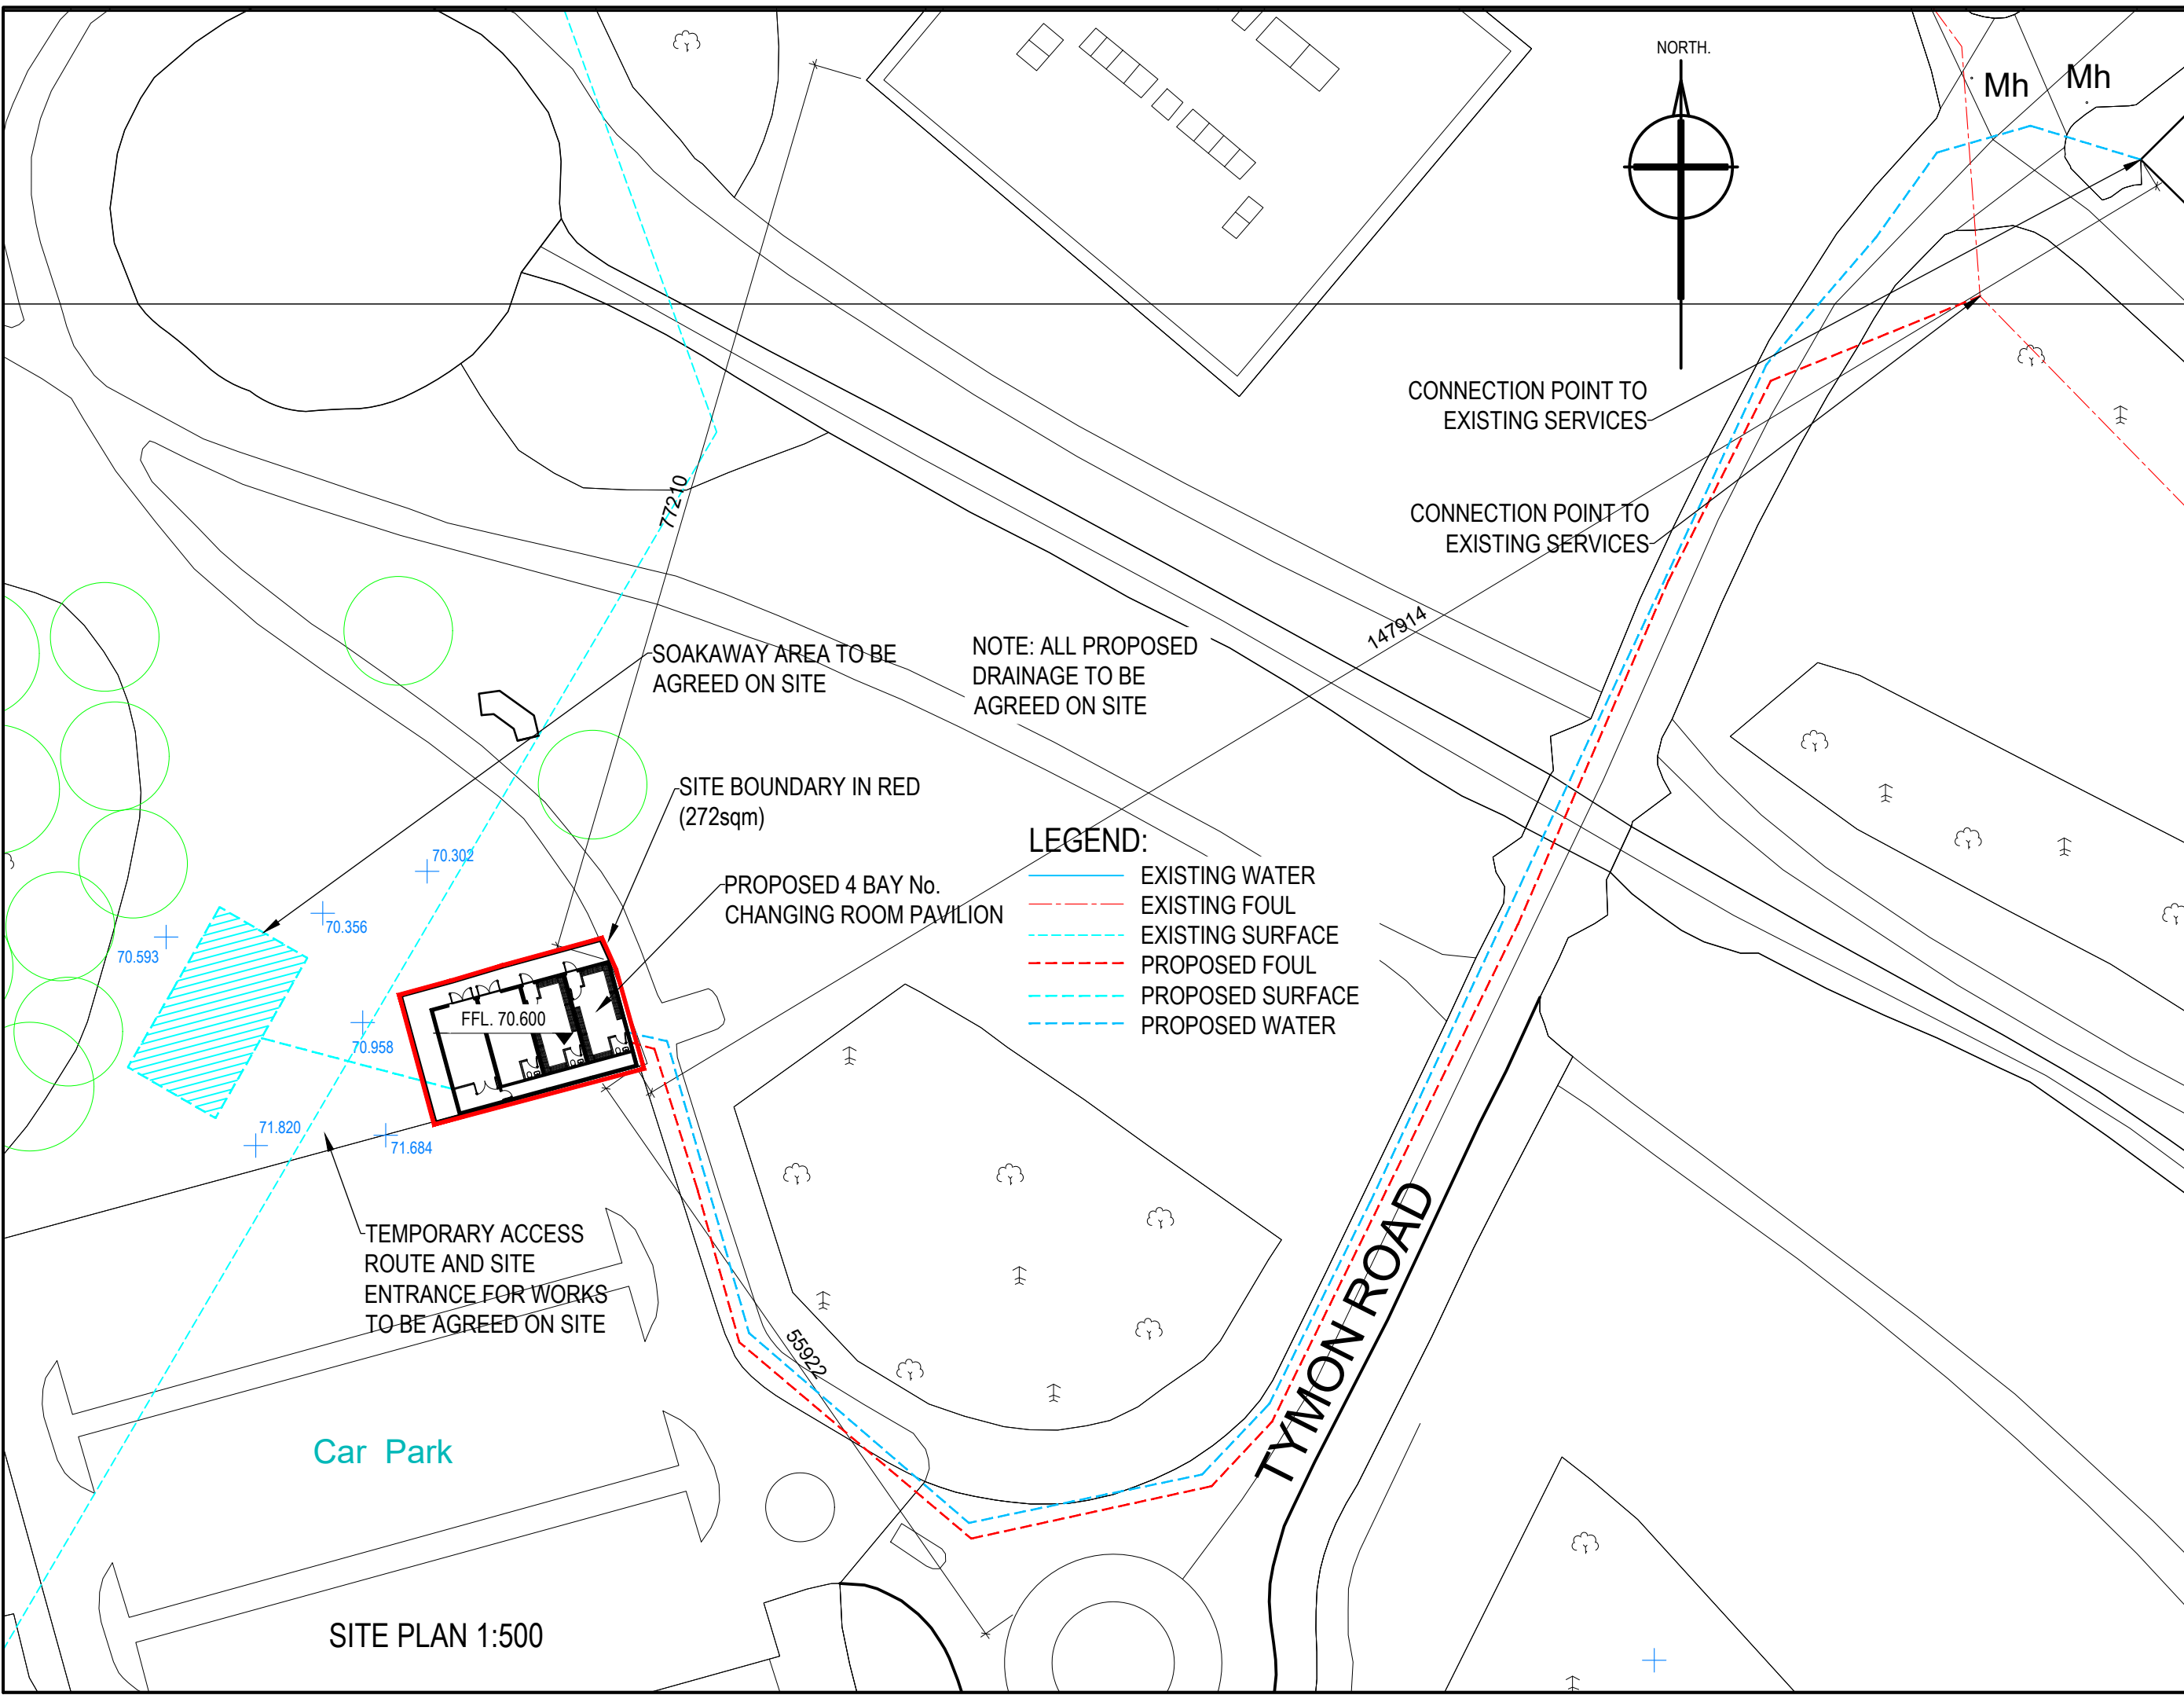 NORTH.
Mh
Mh
CONNECTION POINT TO
EXISTING SERVICES
77210
CONNECTION POINT TO
EXISTING SERVICES
147914
SOAKAWAY AREA TO BE
AGREED ON SITE
NOTE: ALL PROPOSED
DRAINAGE TO BE
AGREED ON SITE
SITE BOUNDARY IN RED
(272sqm)
PROPOSED 4 BAY No.
CHANGING ROOM PAVILION
LEGEND:
EXISTING WATER
EXISTING FOUL
EXISTING SURFACE
PROPOSED FOUL
PROPOSED SURFACE
PROPOSED WATER
70.302
70.356
70.593
FFL. 70.600
70.958
71.820
71.684
TEMPORARY ACCESS
ROUTE AND SITE
ENTRANCE FOR WORKS
TO BE AGREED ON SITE
55922
TYMON ROAD
Car Park
SITE PLAN 1:500